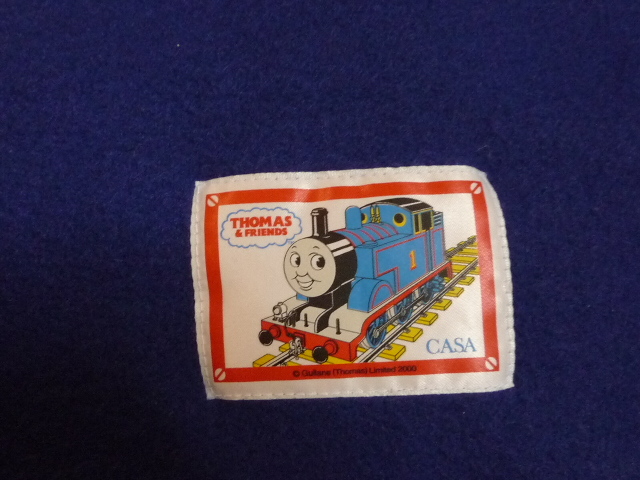 THOMAS
& FRIENDS
1
CASA
© Gullane (Thomas) Limited 2000